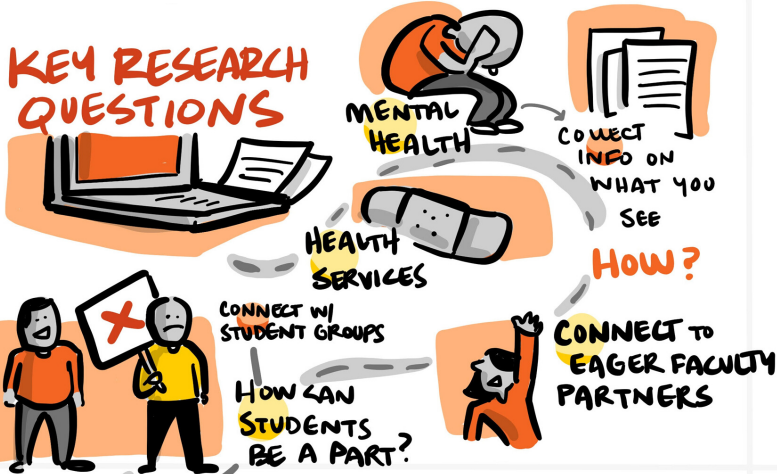 KEY RESEARCH
QUESTIONS
MENTAL
HEALTH
COLLECT
INFO ON
WHAT YOU
SEE
HEALTH
SERVICES
HOW?
CONNECT W/
STUDENT GROUPS
CONNECT TO
EAGER FACULTY
PARTNERS
HOW CAN
STUDENTS
BE A PART?